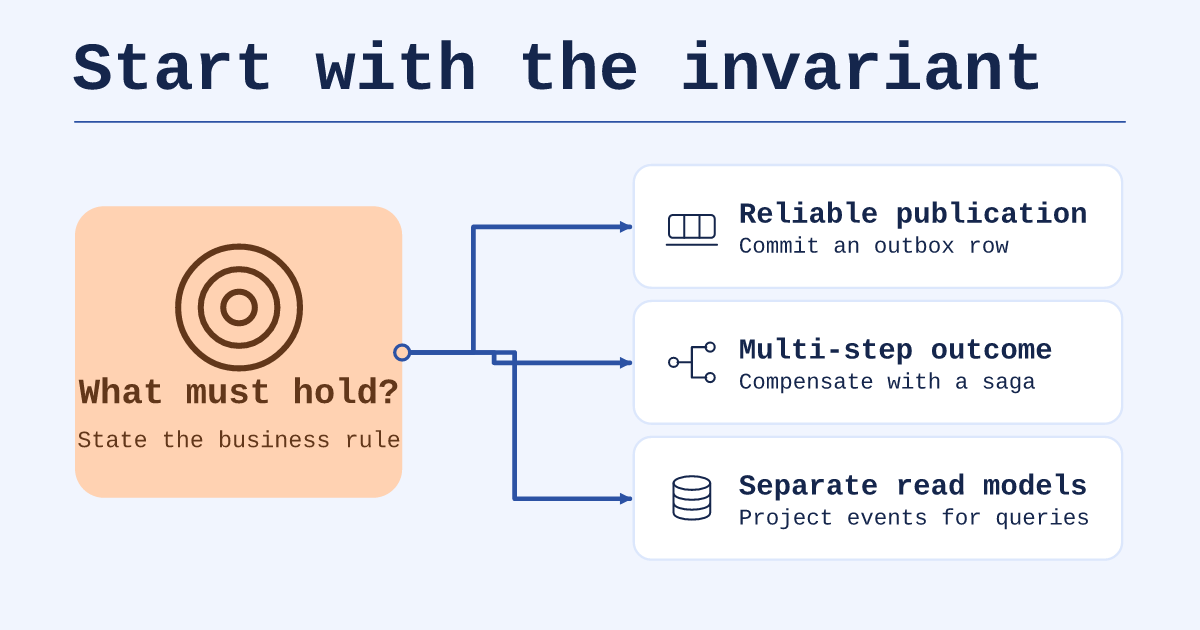 Start with the invariant
What must hold?
State the business rule
Reliable publication
Commit an outbox row
Multi-step outcome
Compensate with a saga
Separate read models
Project events for queries